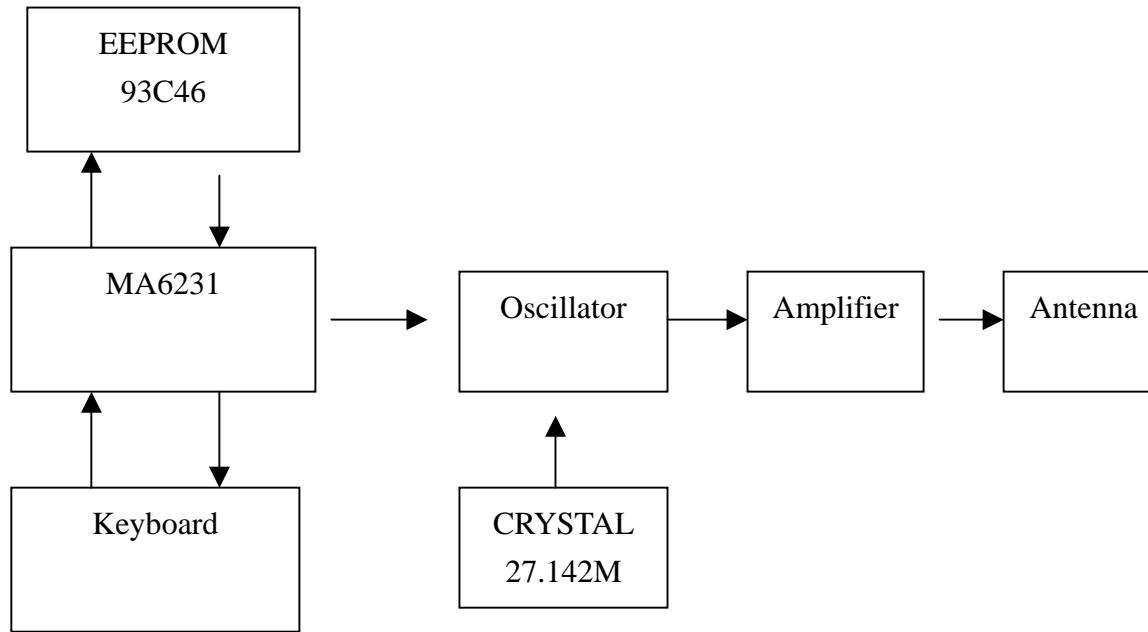 EEPROM
93C46
MA6231
Oscillator
Amplifier
Antenna
Keyboard
CRYSTAL
27.142M